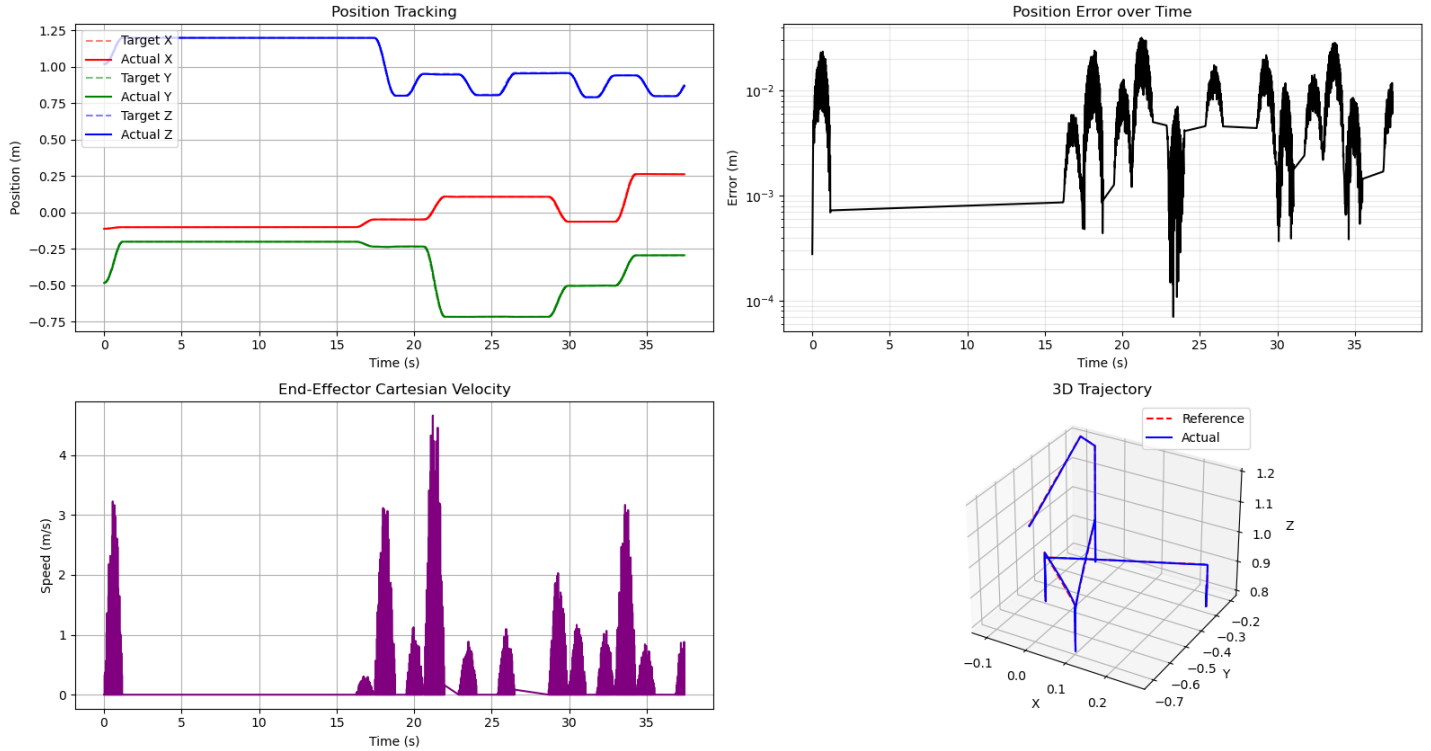 Position Tracking
1.25
1.00
0.75
0.50
0.25
0.00
−0.25
−0.50
−0.75
Position (m)
Target X
Actual X
Target Y
Actual Y
Target Z
Actual Z
0 5 10 15 20 25 30 35
Time (s)
Position Error over Time
10−2
10−3
10−4
Error (m)
0 5 10 15 20 25 30 35
Time (s)
End-Effector Cartesian Velocity
4
3
2
1
0
Speed (m/s)
0 5 10 15 20 25 30 35
Time (s)
3D Trajectory
Reference
Actual
1.2
1.1
1.0
0.9
0.8
Z
−0.2
−0.3
−0.4
−0.5
−0.6
−0.7
Y
−0.1 0.0 0.1 0.2
X